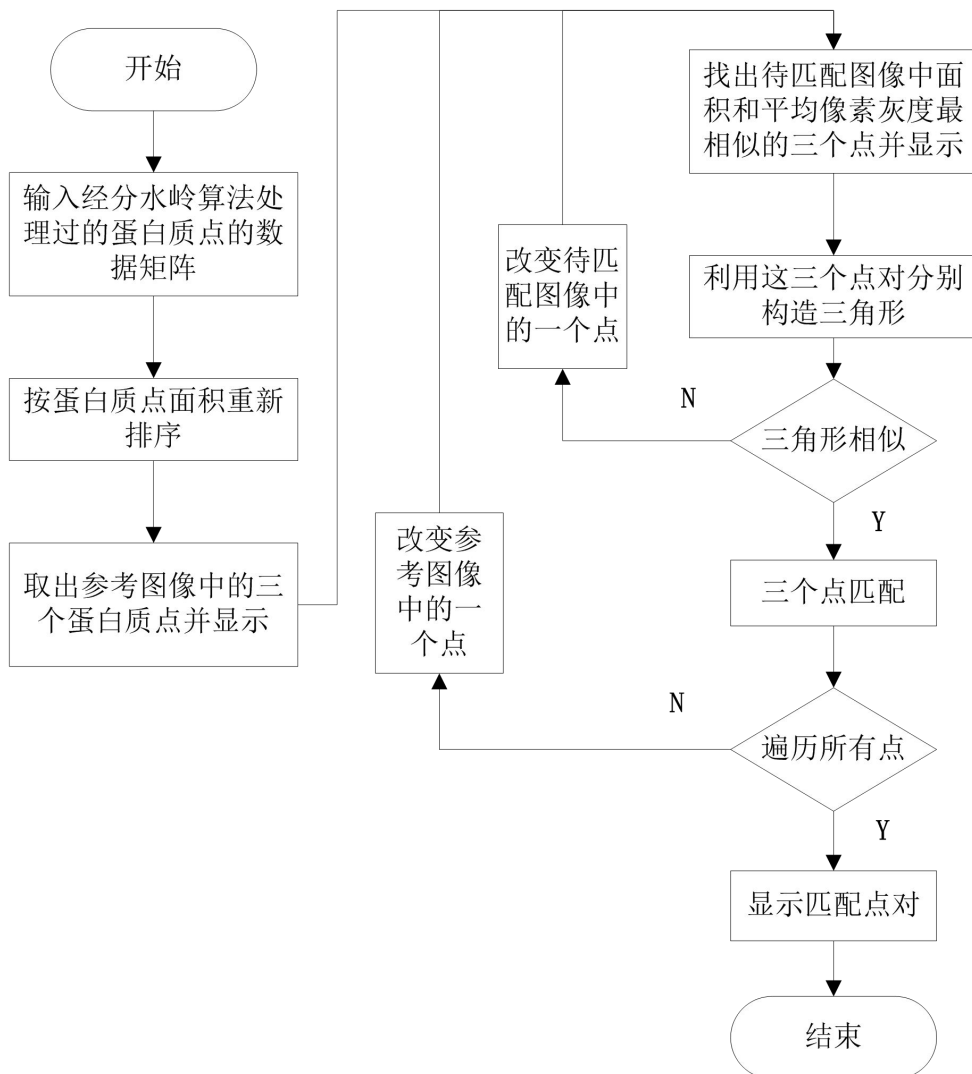 开始
输入经分水岭算法处
理过的蛋白质点的数
据矩阵
按蛋白质点面积重新
排序
取出参考图像中的三
个蛋白质点并显示
改变参
考图像
中的一
个点
改变待匹
配图像中
的一个点
找出待匹配图像中面
积和平均像素灰度最
相似的三个点并显示
利用这三个点对分别
构造三角形
三角形相似
N
Y
三个点匹配
遍历所有点
N
Y
显示匹配点对
结束